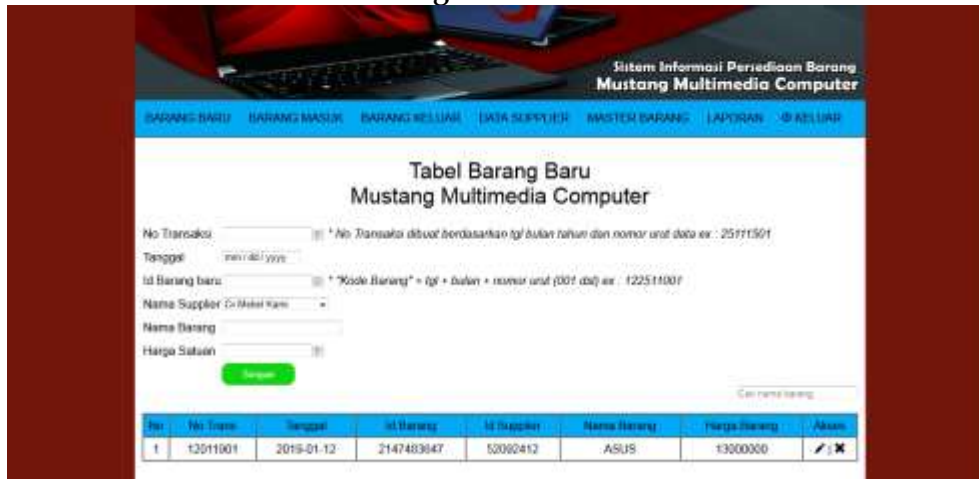 Sistem Informasi Persediaan Barang
Mustang Multimedia Computer
BARANG BARU BARANG MASUK BARANG KELUAR DATA SUPPLIER MASTER BARANG LAPORAN KELUAR
Tabel Barang Baru
Mustang Multimedia Computer
No Transaksi * No Transaksi dibuat berdasarkan tgl bulan tahun dan nomor urut data ex : 25111501
Tanggal mm/dd/yyyy
Id Barang baru * "Kode Barang" + tgl + bulan + nomor urut (001 dst) ex : 122511001
Nama Supplier
Nama Barang
Harga Satuan
Simpan
Cari nama barang
No No Trans Tanggal Id Barang Id Supplier Nama Barang Harga Barang Akses
1 12011901 2019-01-12 2147483647 52092412 ASUS 13000000